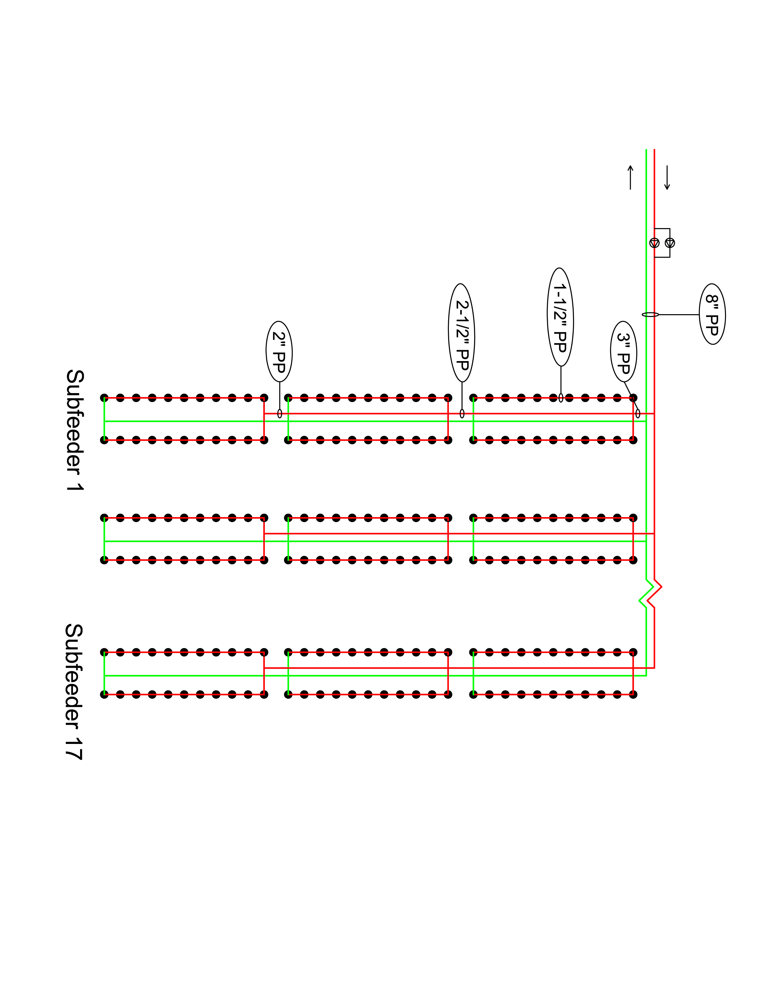 8" PP
3" PP
1-1/2" PP
2-1/2" PP
2" PP
Subfeeder 1
Subfeeder 17